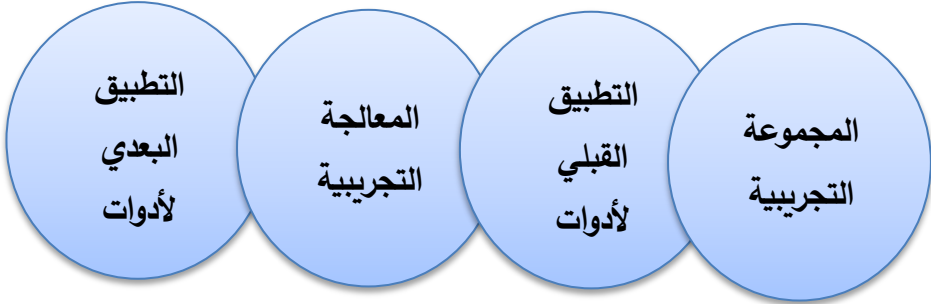 المجموعة
التجريبية
التطبيق
القبلي
لأدوات
المعالجة
التجريبية
التطبيق
البعدي
لأدوات